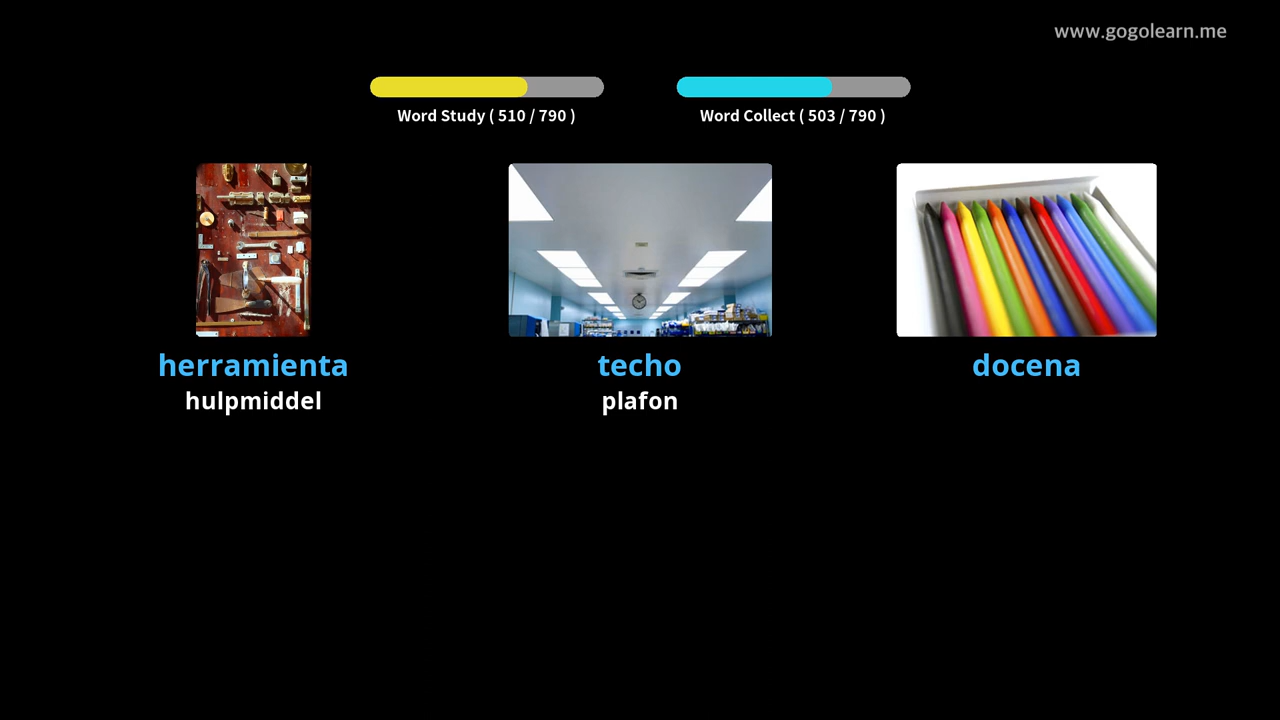 www.gogolearn.me
Word Study ( 510 / 790 )
Word Collect ( 503 / 790 )
herramienta
hulpmiddel
techo
plafon
docena